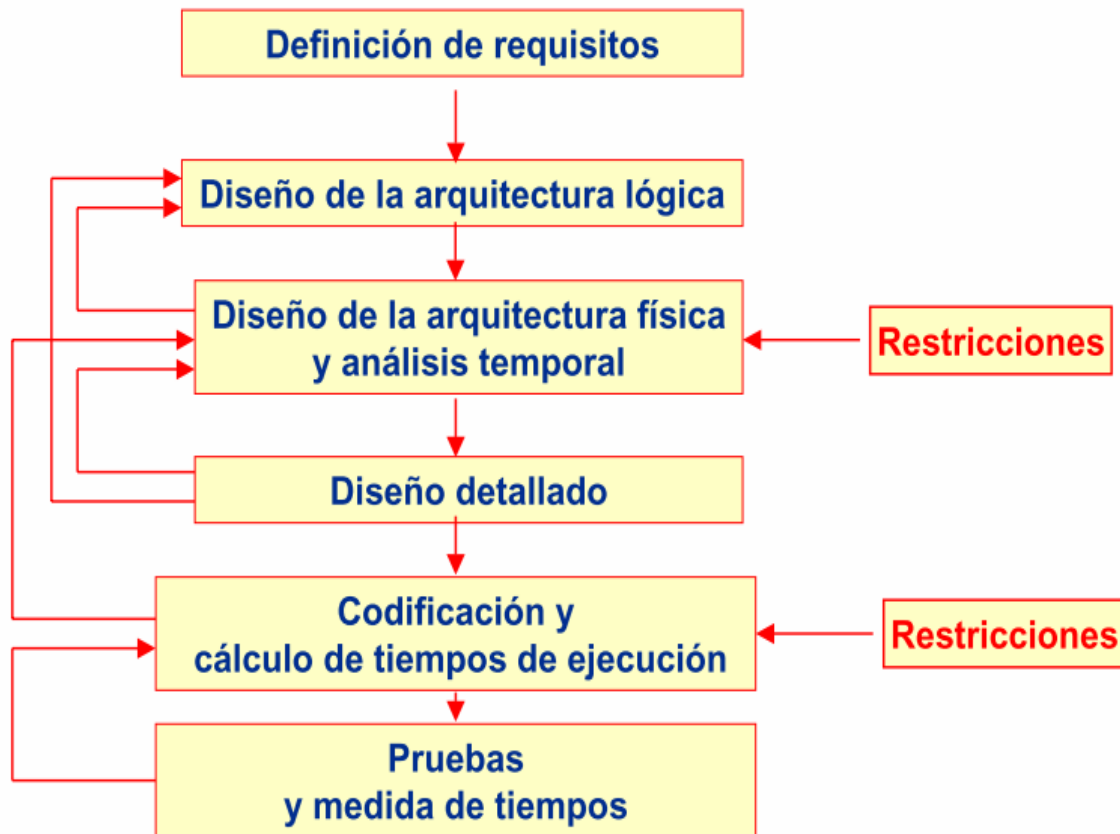 Definición de requisitos
Diseño de la arquitectura lógica
Diseño de la arquitectura física
y análisis temporal
Restricciones
Diseño detallado
Codificación y
cálculo de tiempos de ejecución
Restricciones
Pruebas
y medida de tiempos